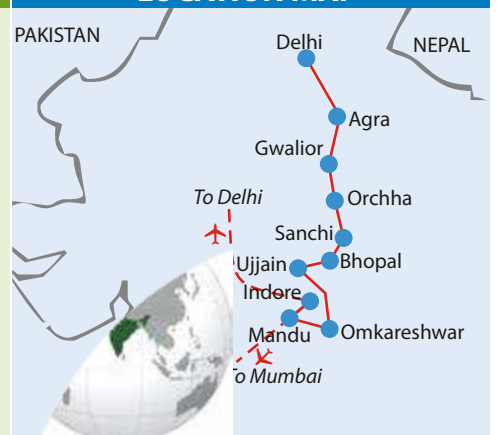 PAKISTAN
Delhi
NEPAL
Agra
Gwalior
To Delhi
Orchha
Sanchi
Ujjain
Bhopal
Indore
Mandu
Omkareshwar
To Mumbai